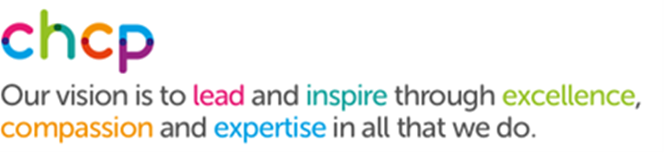 chcp
Our vision is to lead and inspire through excellence,
compassion and expertise in all that we do.